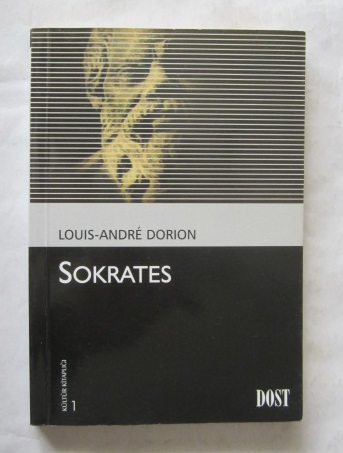 LOUIS-ANDRÉ DORION
SOKRATES
KÜLTÜR KİTAPLIĞI
1
DOST